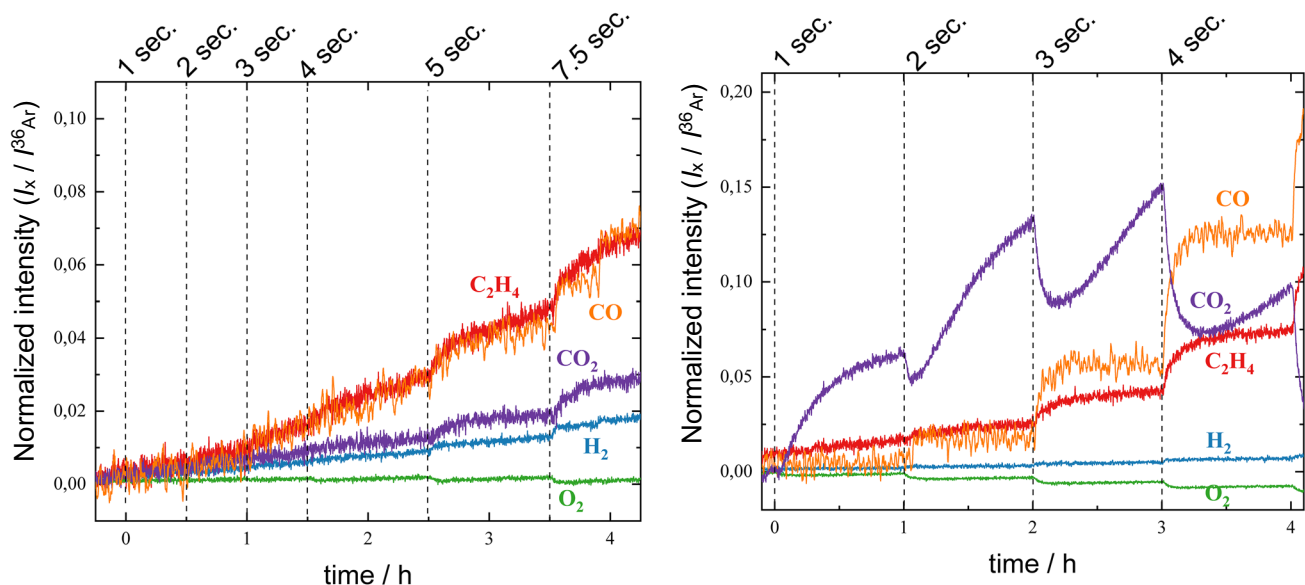 1 sec.
2 sec.
3 sec.
4 sec.
5 sec.
7.5 sec.
Normalized intensity (Iₓ / I³⁶Ar)
0,10
0,08
0,06
0,04
0,02
0,00
C₂H₄
CO
CO₂
H₂
O₂
0
1
2
3
4
time / h
1 sec.
2 sec.
3 sec.
4 sec.
Normalized intensity (Iₓ / I³⁶Ar)
0,20
0,15
0,10
0,05
0,00
CO
CO₂
C₂H₄
H₂
O₂
0
1
2
3
4
time / h